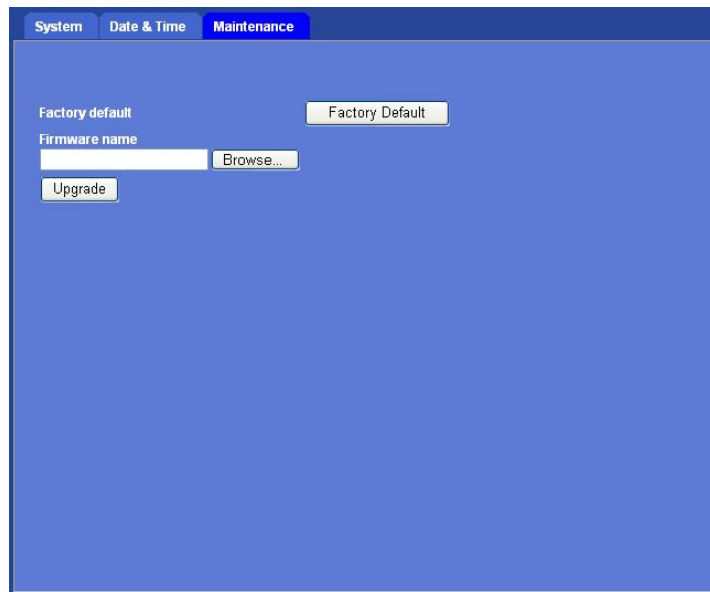 System Date & Time Maintenance
Factory default Factory Default
Firmware name
Browse...
Upgrade